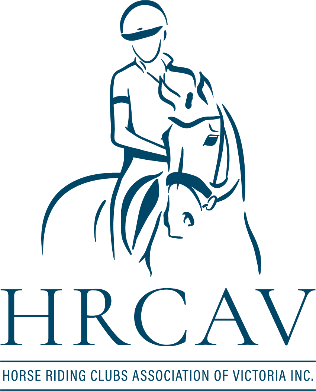 HRCAV
HORSE RIDING CLUBS ASSOCIATION OF VICTORIA INC.